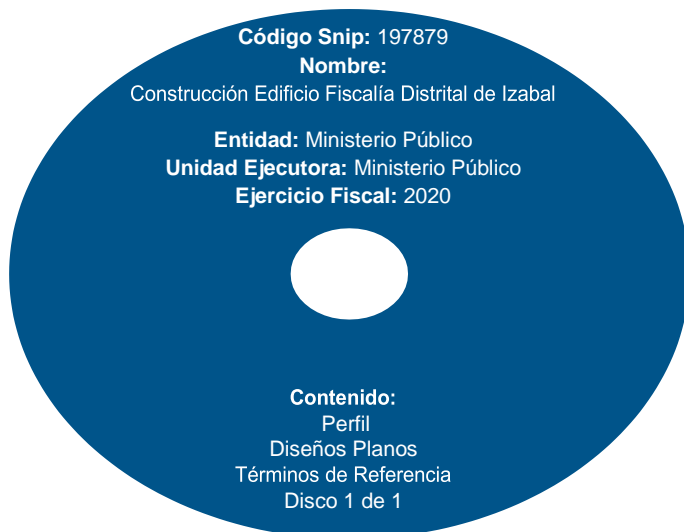 Código Snip: 197879
Nombre:
Construcción Edificio Fiscalía Distrital de Izabal
Entidad: Ministerio Público
Unidad Ejecutora: Ministerio Público
Ejercicio Fiscal: 2020
Contenido:
Perfil
Diseños Planos
Términos de Referencia
Disco 1 de 1